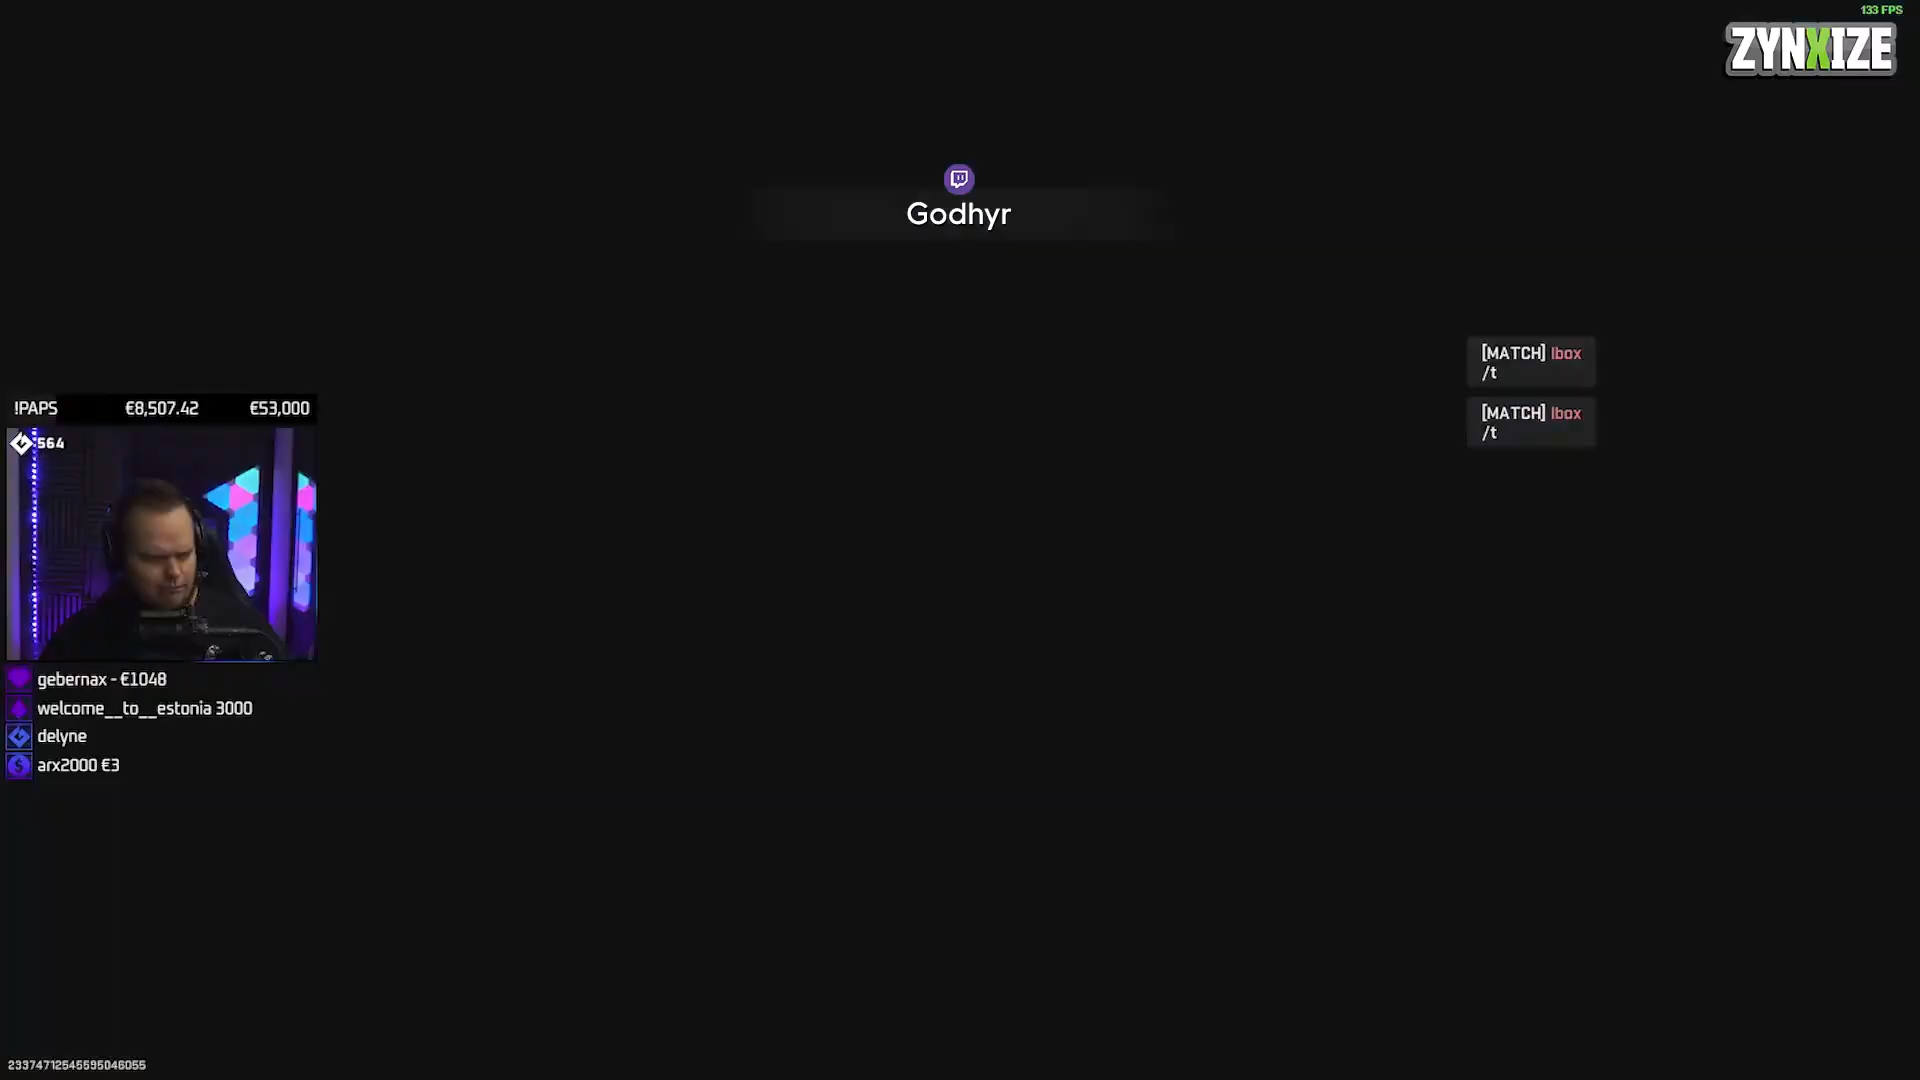 133 FPS
ZYNXIZE
Godhyr
[MATCH] lbox
/t
[MATCH] lbox
/t
!PAPS €8,507.42 €53,000
564
gebernax - €1048
welcome__to__estonia 3000
delyne
arx2000 €3
23374712545595046055